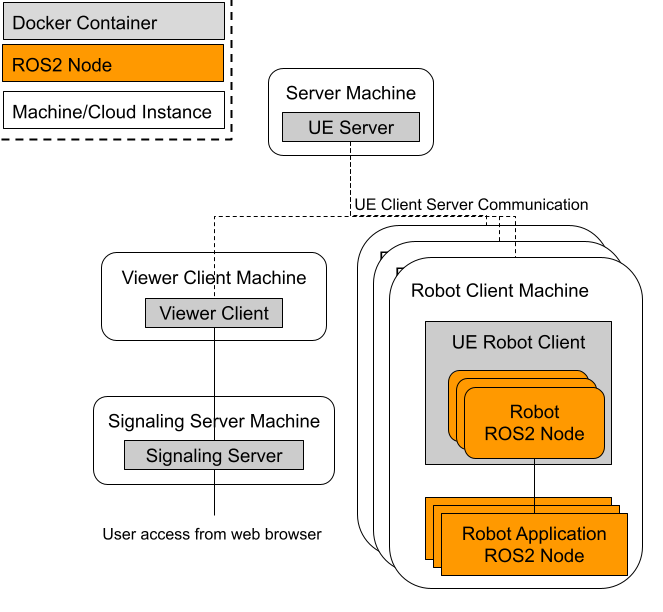 Docker Container
ROS2 Node
Machine/Cloud Instance
Server Machine
UE Server
UE Client Server Communication
Viewer Client Machine
Viewer Client
Robot Client Machine
UE Robot Client
Robot
ROS2 Node
Signaling Server Machine
Signaling Server
User access from web browser
Robot Application
ROS2 Node